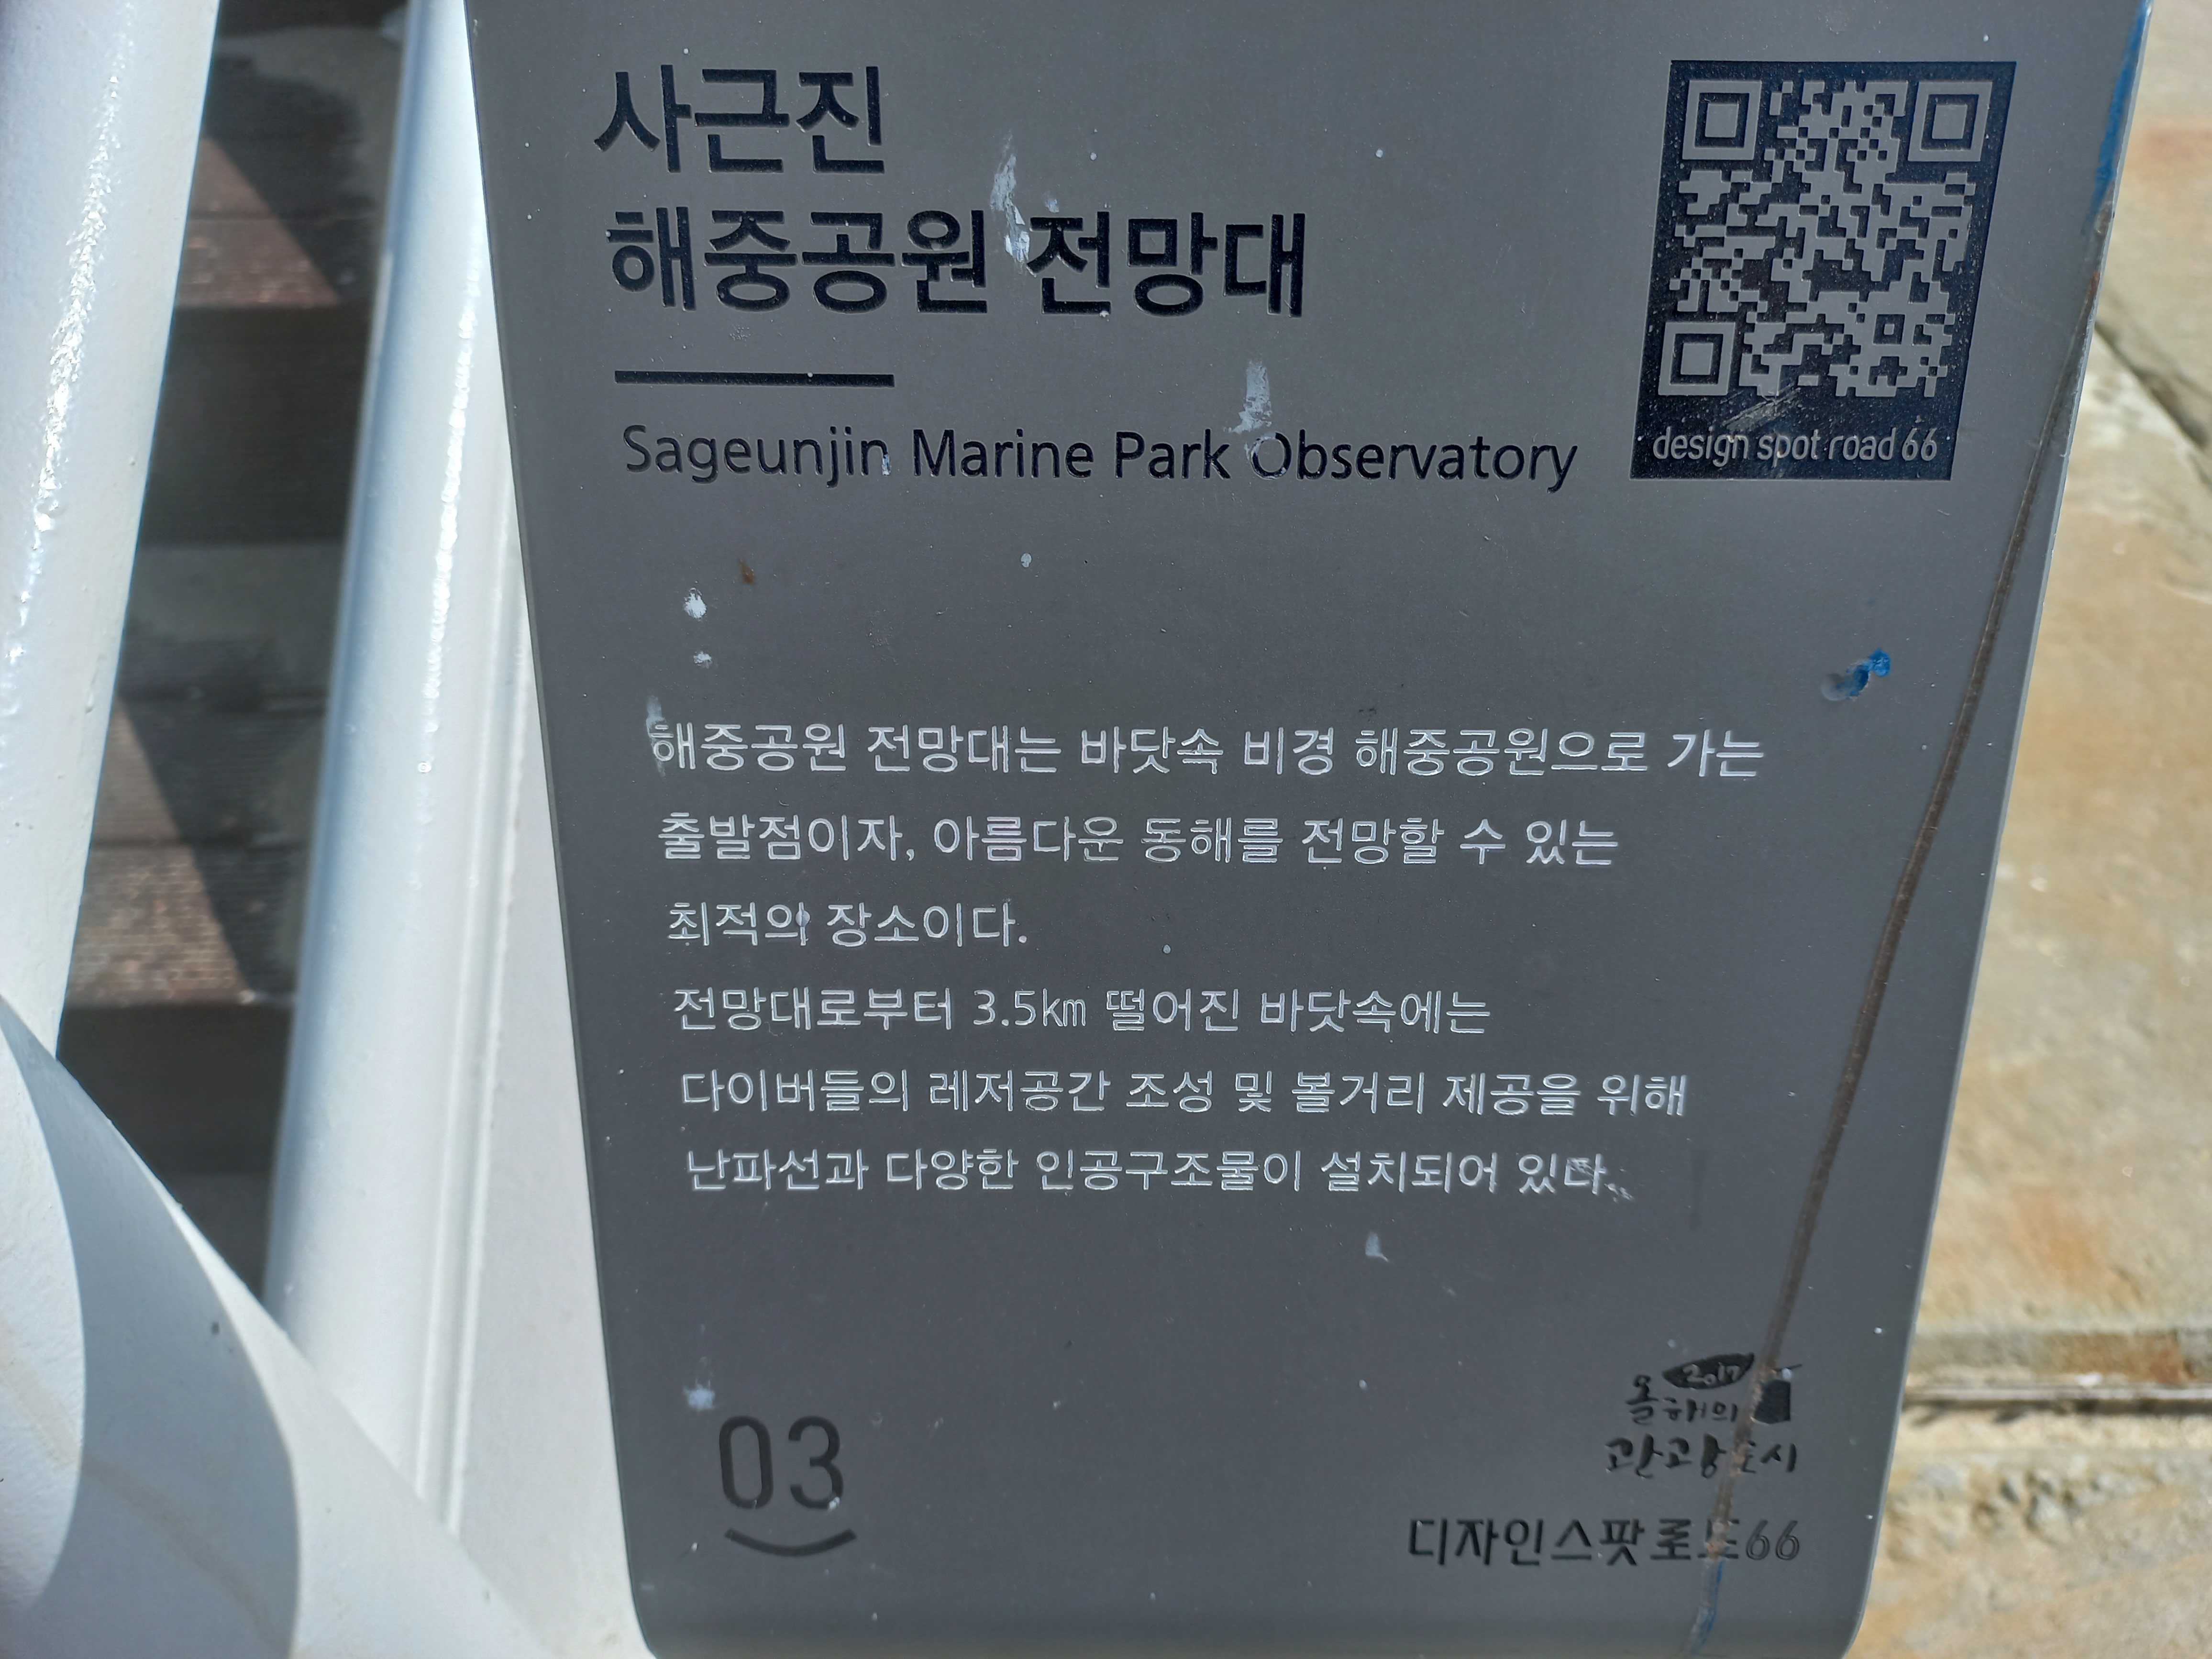 사근진
해중공원 전망대
Sageunjin Marine Park Observatory
design spot road 66
해중공원 전망대는 바닷속 비경 해중공원으로 가는
출발점이자, 아름다운 동해를 전망할 수 있는
최적의 장소이다.
전망대로부터 3.5㎞ 떨어진 바닷속에는
다이버들의 레저공간 조성 및 볼거리 제공을 위해
난파선과 다양한 인공구조물이 설치되어 있다.
03
2017
올해의
관광도시
디자인스팟로드66